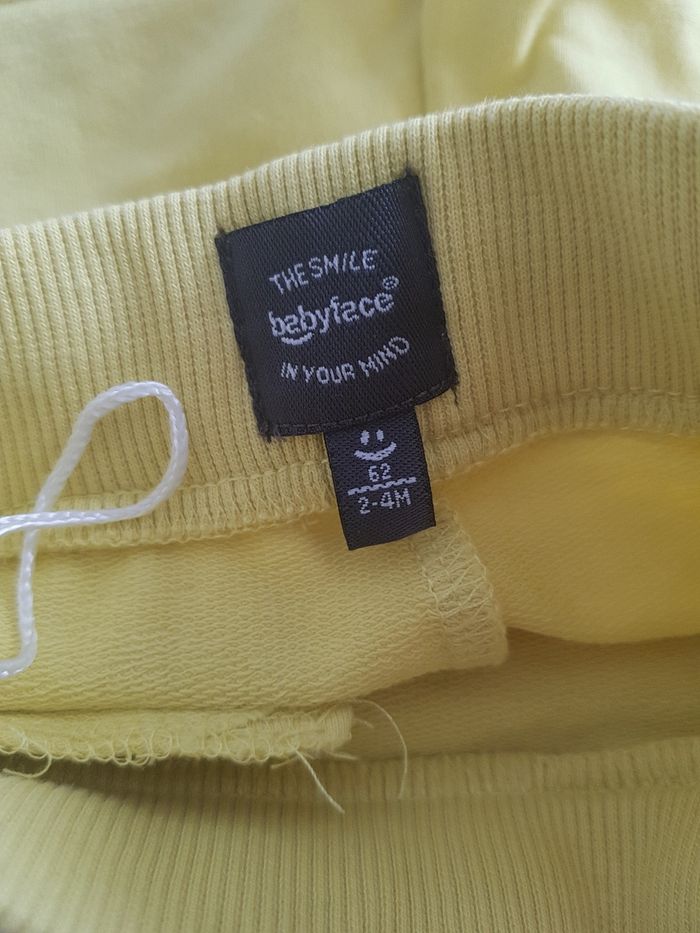 THE SMILE
babyface®
IN YOUR MIND
62
2-4M